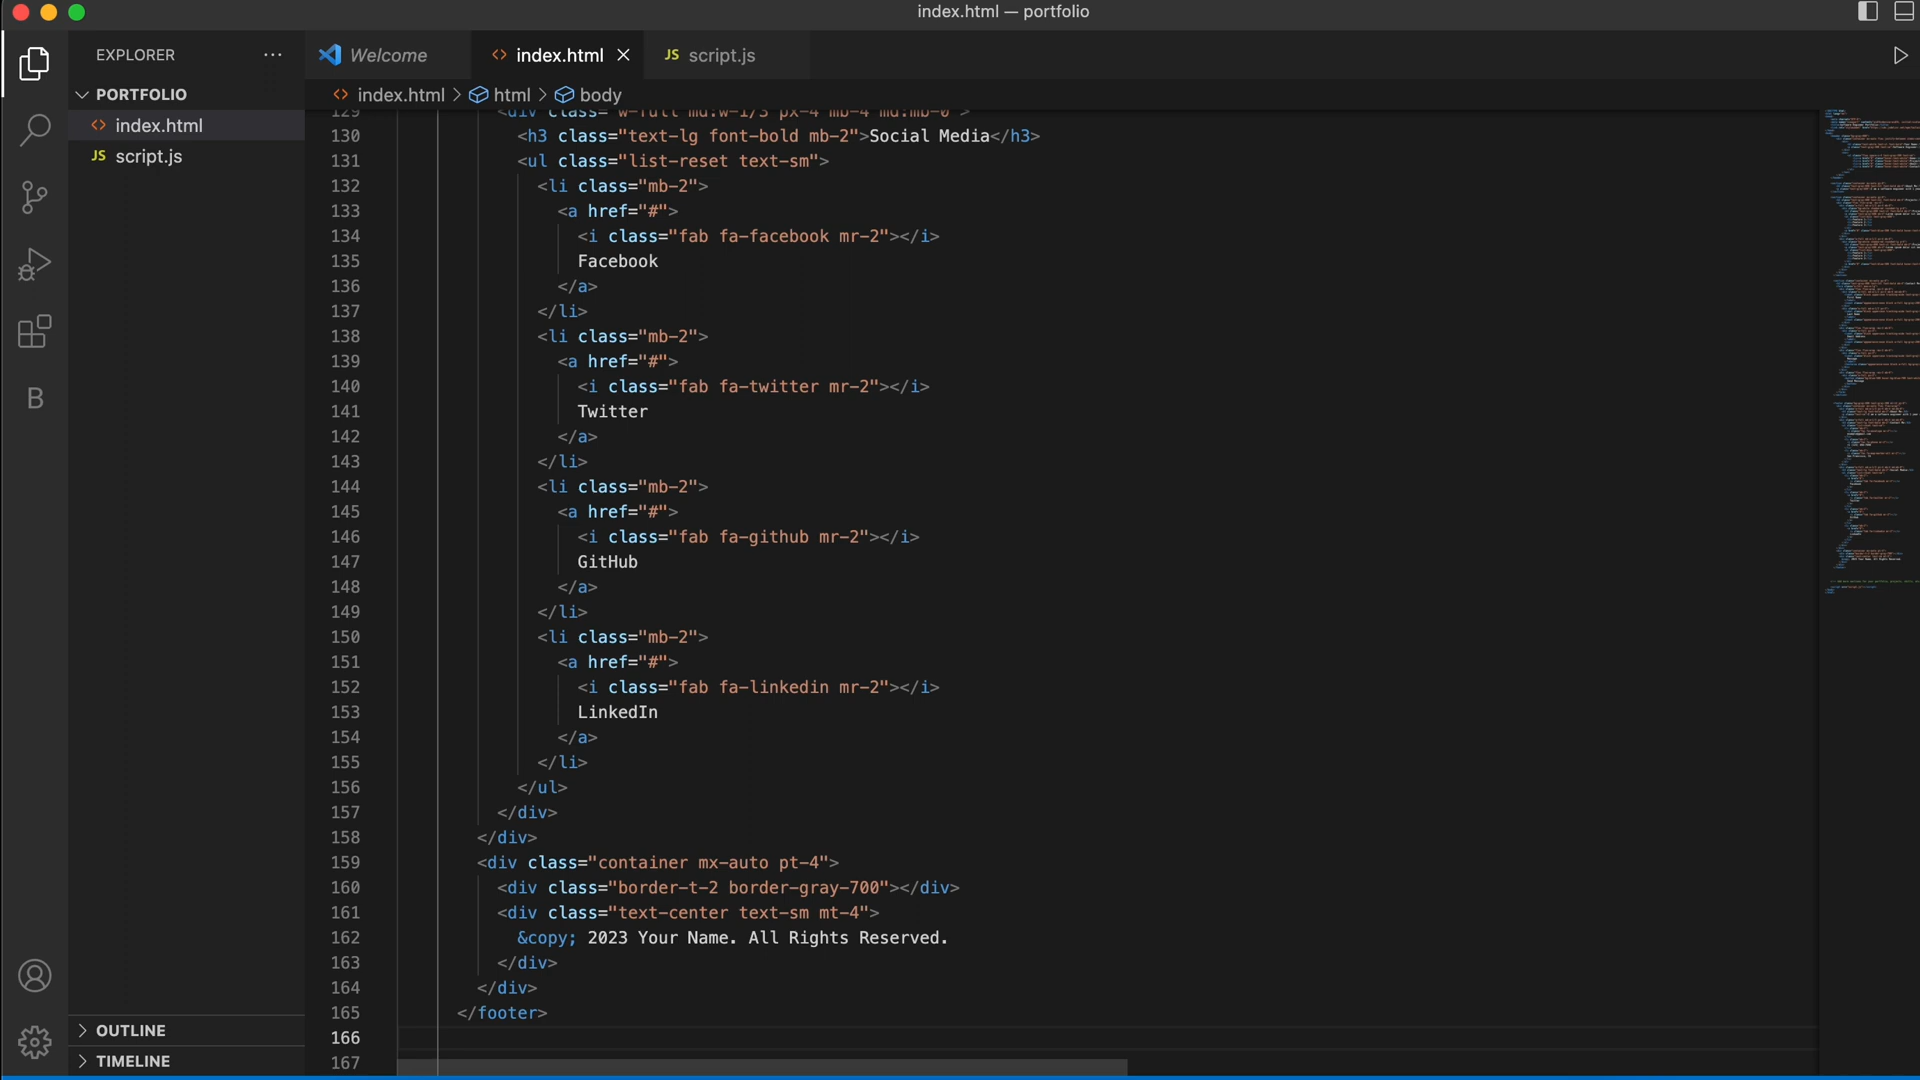 index.html — portfolio
EXPLORER
Welcome
index.html
JS script.js
PORTFOLIO
index.html > html > body
index.html
JS script.js
129 <div class="w-full md:w-1/3 px-4 mb-4 md:mb-0">
130 <h3 class="text-lg font-bold mb-2">Social Media</h3>
131 <ul class="list-reset text-sm">
132 <li class="mb-2">
133 <a href="#">
134 <i class="fab fa-facebook mr-2"></i>
135 Facebook
136 </a>
137 </li>
138 <li class="mb-2">
139 <a href="#">
140 <i class="fab fa-twitter mr-2"></i>
141 Twitter
142 </a>
143 </li>
144 <li class="mb-2">
145 <a href="#">
146 <i class="fab fa-github mr-2"></i>
147 GitHub
148 </a>
149 </li>
150 <li class="mb-2">
151 <a href="#">
152 <i class="fab fa-linkedin mr-2"></i>
153 LinkedIn
154 </a>
155 </li>
156 </ul>
157 </div>
158 </div>
159 <div class="container mx-auto pt-4">
160 <div class="border-t-2 border-gray-700"></div>
161 <div class="text-center text-sm mt-4">
162 &copy; 2023 Your Name. All Rights Reserved.
163 </div>
164 </div>
165 </footer>
166
167
B
OUTLINE
TIMELINE